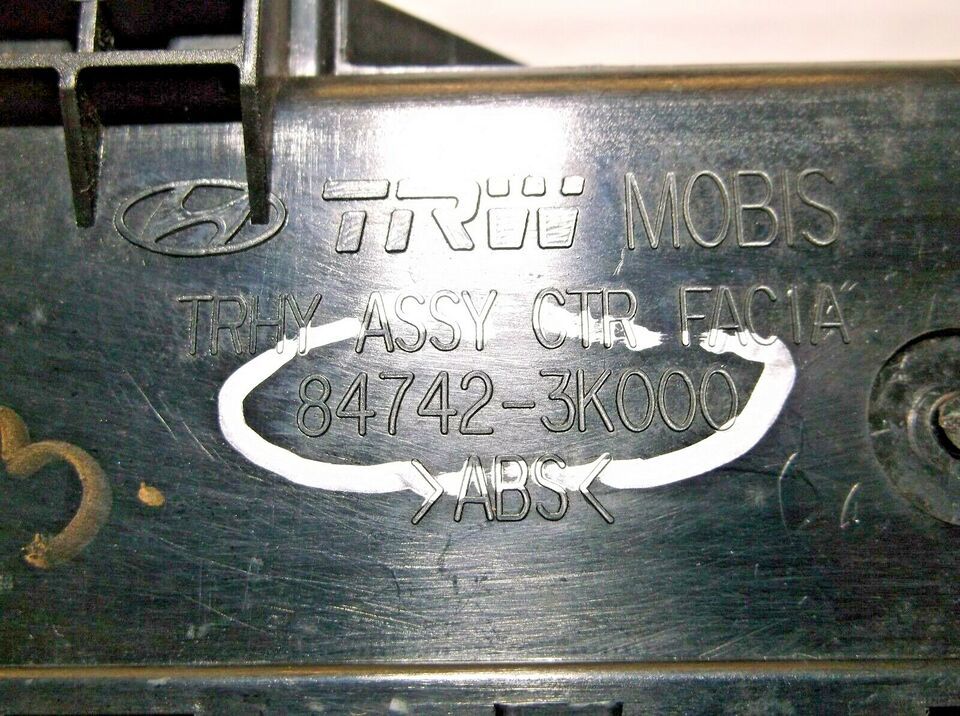 TRW MOBIS
TRHY ASSY CTR FACIA"
84742-3K000
>ABS<